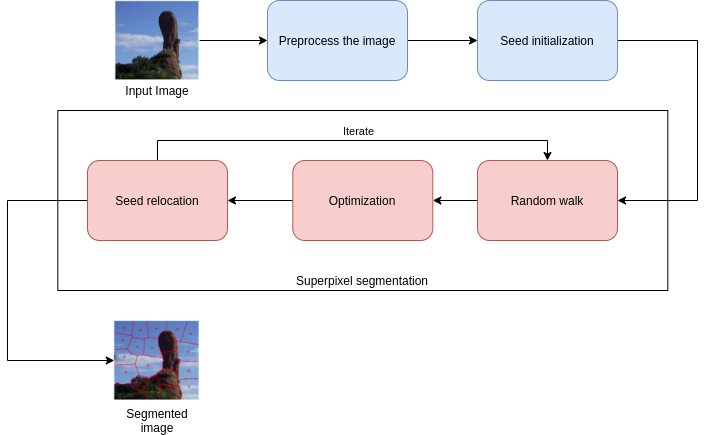 Preprocess the image
Seed initialization
Input Image
Iterate
Seed relocation
Optimization
Random walk
Superpixel segmentation
Segmented
image